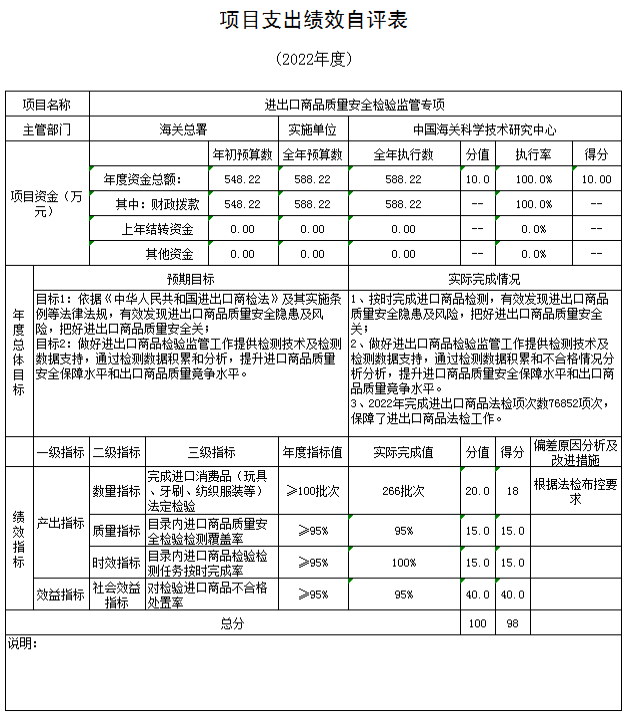 项目支出绩效自评表
（2022年度）
项目名称 进出口商品质量安全检验监管专项
主管部门 海关总署 实施单位 中国海关科学技术研究中心
项目资金（万元） 年初预算数 全年预算数 全年执行数 分值 执行率 得分
年度资金总额： 548.22 588.22 588.22 10.0 100.0% 10.00
其中：财政拨款 548.22 588.22 588.22 -- 100.0% --
上年结转资金 0.00 0.00 0.00 -- 0.0% --
其他资金 0.00 0.00 0.00 -- 0.0% --
年度总体目标
预期目标 实际完成情况
目标1：依据《中华人民共和国进出口商检法》及其实施条
例等法律法规，有效发现进出口商品质量安全隐患及风
险，把好进出口商品质量安全关；
目标2：做好进出口商品检验监管工作提供检测技术及检测
数据支持，通过检测数据积累和分析，提升进口商品质量
安全保障水平和出口商品质量竞争水平。
1、按时完成进口商品检测，有效发现进出口商品
质量安全隐患及风险，把好进出口商品质量安全
关；
2、做好进出口商品检验监管工作提供检测技术及
检测数据支持，通过检测数据积累和不合格情况分
析分析，提升进口商品质量安全保障水平和出口商
品质量竞争水平。
3、2022年完成进出口商品法检项次数76852项次，
保障了进出口商品法检工作。
绩效指标
一级指标 二级指标 三级指标 年度指标值 实际完成值 分值 得分 偏差原因分析及改进措施
产出指标
数量指标 完成进口消费品（玩具、牙刷、纺织服装等）法定检验 ≥100批次 266批次 20.0 18 根据法检布控要求
质量指标 目录内进口商品质量安全检验检测覆盖率 ≥95% 95% 15.0 15.0
时效指标 目录内进口商品检验检测任务按时完成率 ≥95% 100% 15.0 15.0
效益指标 社会效益指标 对检验进口商品不合格处置率 ≥95% 95% 40.0 40.0
总分 100 98
说明：